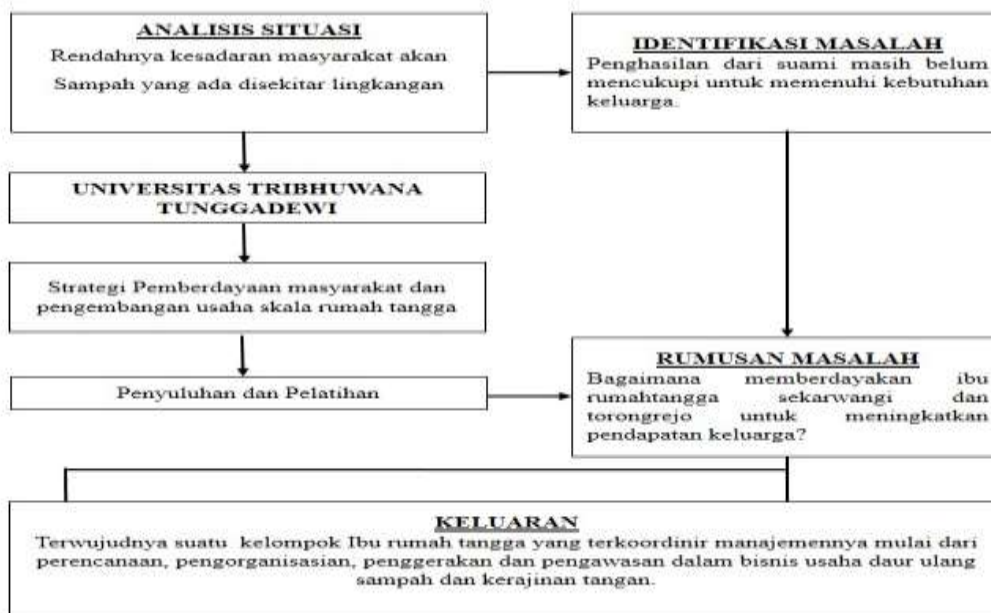 ANALISIS SITUASI
Rendahnya kesadaran masyarakat akan
Sampah yang ada disekitar lingkangan
IDENTIFIKASI MASALAH
Penghasilan dari suami masih belum
mencukupi untuk memenuhi kebutuhan
keluarga.
UNIVERSITAS TRIBHUWANA
TUNGGADEWI
Strategi Pemberdayaan masyarakat dan
pengembangan usaha skala rumah tangga
Penyuluhan dan Pelatihan
RUMUSAN MASALAH
Bagaimana memberdayakan ibu
rumahtangga sekarwangi dan
torongrejo untuk meningkatkan
pendapatan keluarga?
KELUARAN
Terwujudnya suatu kelompok Ibu rumah tangga yang terkoordinir manajemennya mulai dari
perencanaan, pengorganisasian, penggerakan dan pengawasan dalam bisnis usaha daur ulang
sampah dan kerajinan tangan.